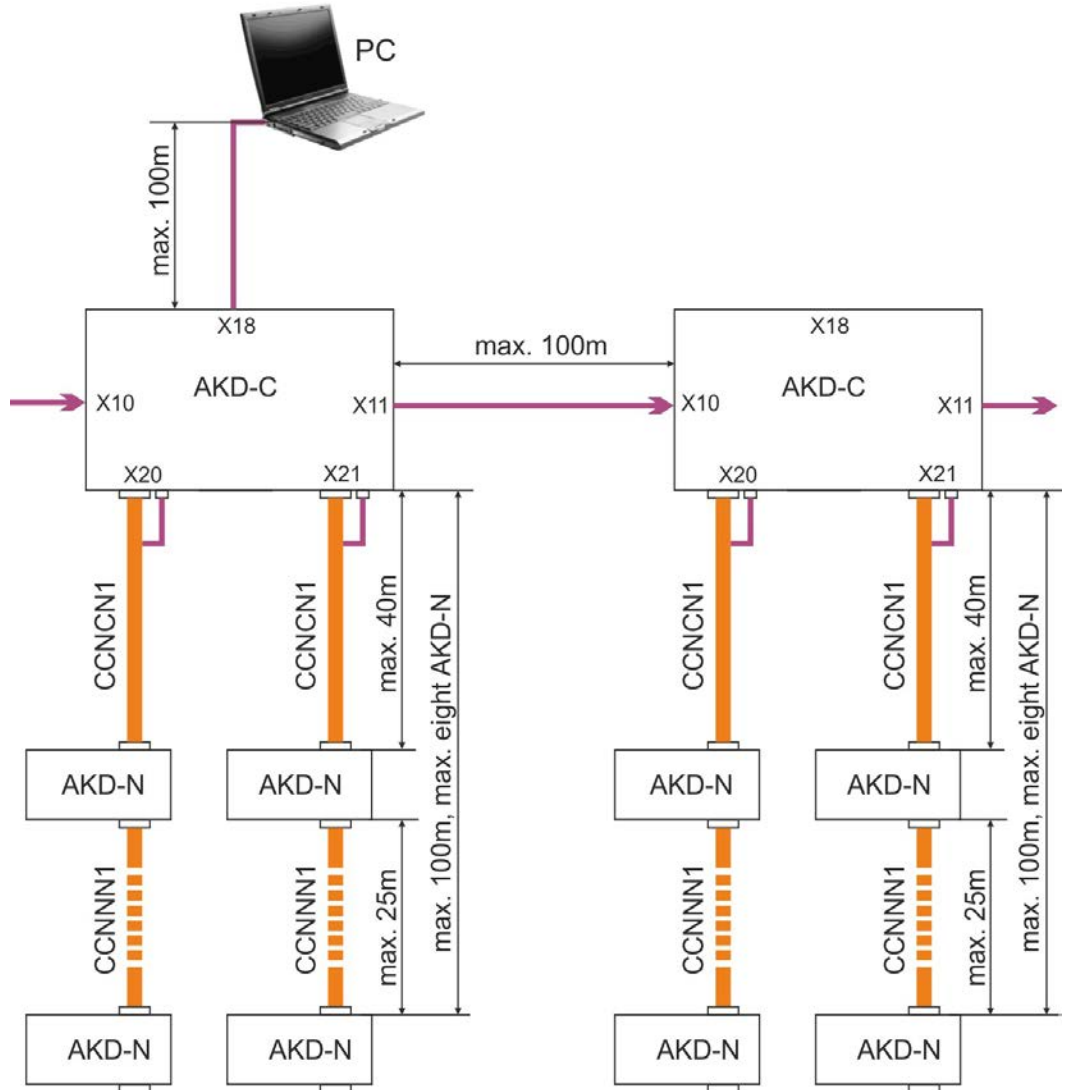 PC
max. 100m
X18
X18
max. 100m
AKD-C
AKD-C
X10
X11
X10
X11
X20
X21
X20
X21
CCNCN1
CCNCN1
max. 40m
max. 100m, max. eight AKD-N
CCNCN1
CCNCN1
max. 40m
max. 100m, max. eight AKD-N
AKD-N
AKD-N
AKD-N
AKD-N
CCNNN1
CCNNN1
max. 25m
CCNNN1
CCNNN1
max. 25m
AKD-N
AKD-N
AKD-N
AKD-N